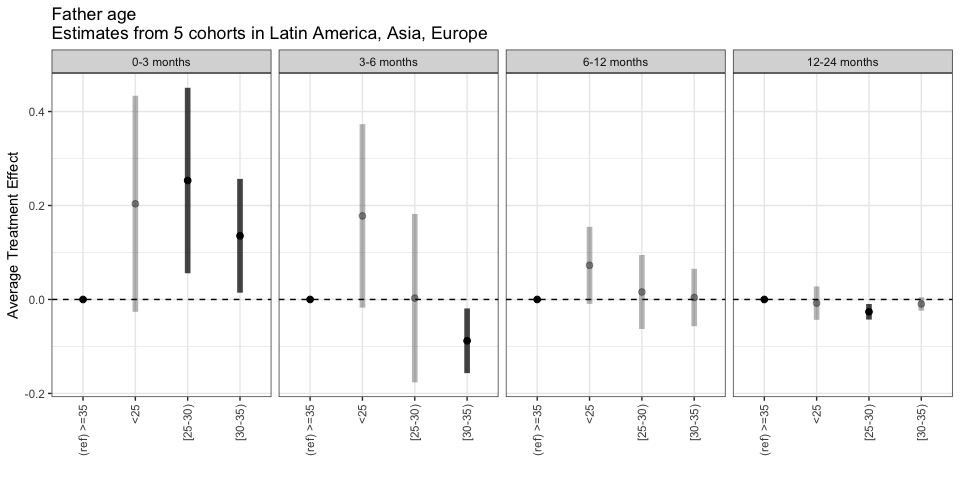 Father age
Estimates from 5 cohorts in Latin America, Asia, Europe
0-3 months
3-6 months
6-12 months
12-24 months
Average Treatment Effect
0.4
0.2
0.0
-0.2
(ref) >=35
<25
[25-30)
[30-35)
(ref) >=35
<25
[25-30)
[30-35)
(ref) >=35
<25
[25-30)
[30-35)
(ref) >=35
<25
[25-30)
[30-35)